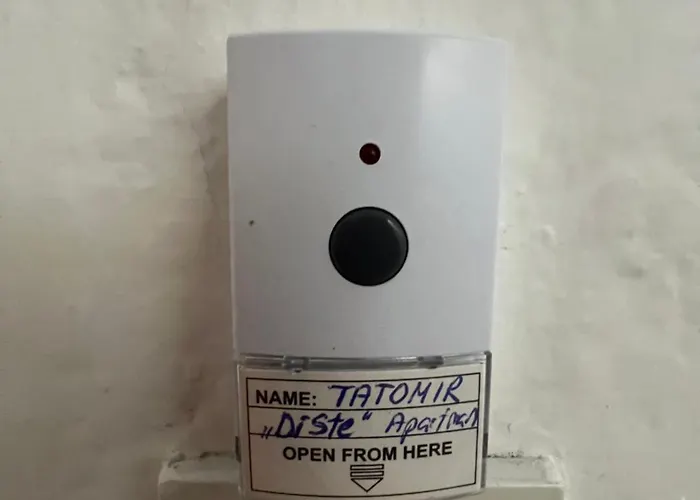 NAME: TATOMIR
„Diste“ Apartman
OPEN FROM HERE